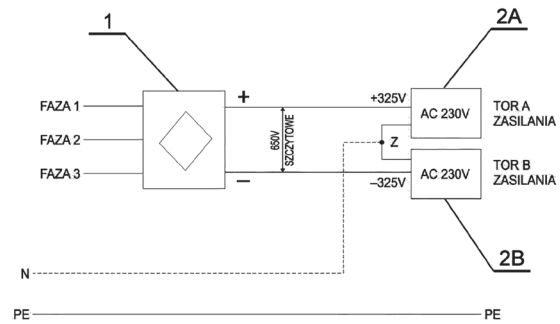 1
2A
FAZA 1
FAZA 2
FAZA 3
+
–
650V
SZCZYTOWE
+325V
AC 230V
TOR A
ZASILANIA
Z
–325V
AC 230V
TOR B
ZASILANIA
2B
N
PE
PE